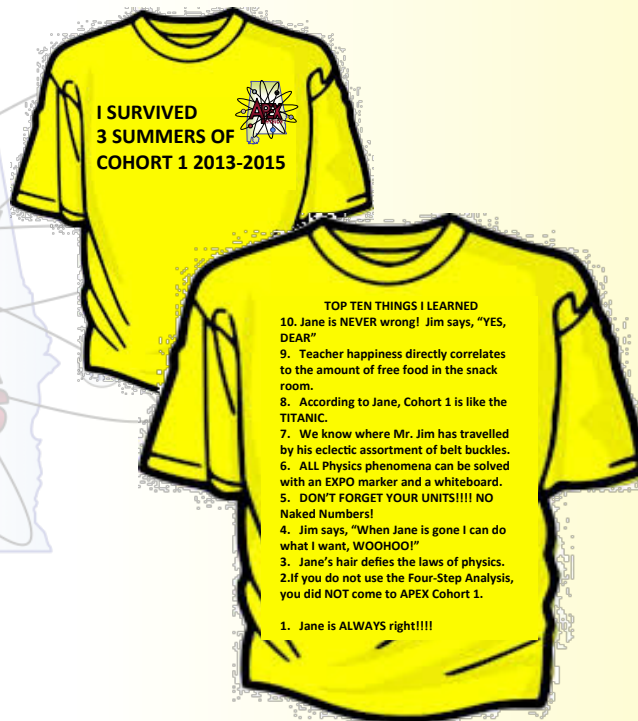 I SURVIVED
3 SUMMERS OF
COHORT 1 2013-2015
APEX
TOP TEN THINGS I LEARNED
10. Jane is NEVER wrong! Jim says, “YES,
DEAR”
9. Teacher happiness directly correlates
to the amount of free food in the snack
room.
8. According to Jane, Cohort 1 is like the
TITANIC.
7. We know where Mr. Jim has travelled
by his eclectic assortment of belt buckles.
6. ALL Physics phenomena can be solved
with an EXPO marker and a whiteboard.
5. DON’T FORGET YOUR UNITS!!!! NO
Naked Numbers!
4. Jim says, “When Jane is gone I can do
what I want, WOOHOO!”
3. Jane’s hair defies the laws of physics.
2.If you do not use the Four-Step Analysis,
you did NOT come to APEX Cohort 1.
1. Jane is ALWAYS right!!!!